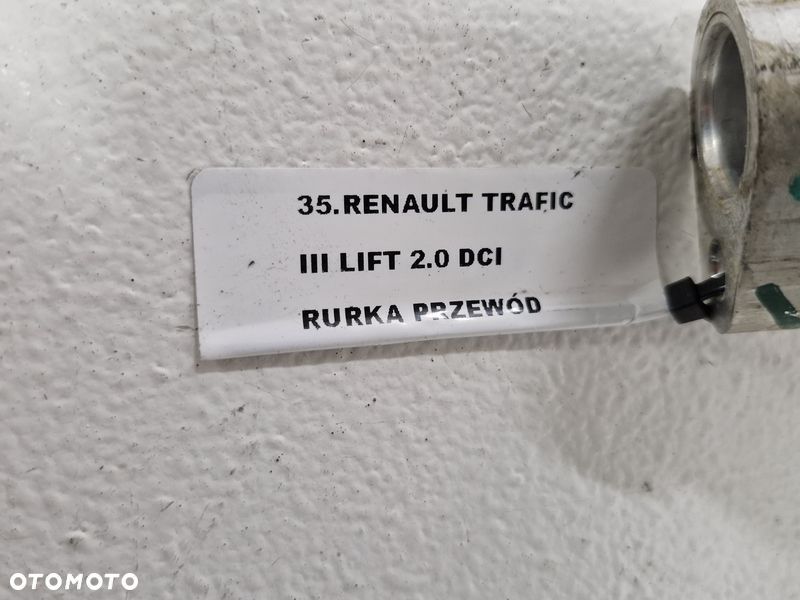 35.RENAULT TRAFIC
III LIFT 2.0 DCI
RURKA PRZEWÓD
OTOMOTO